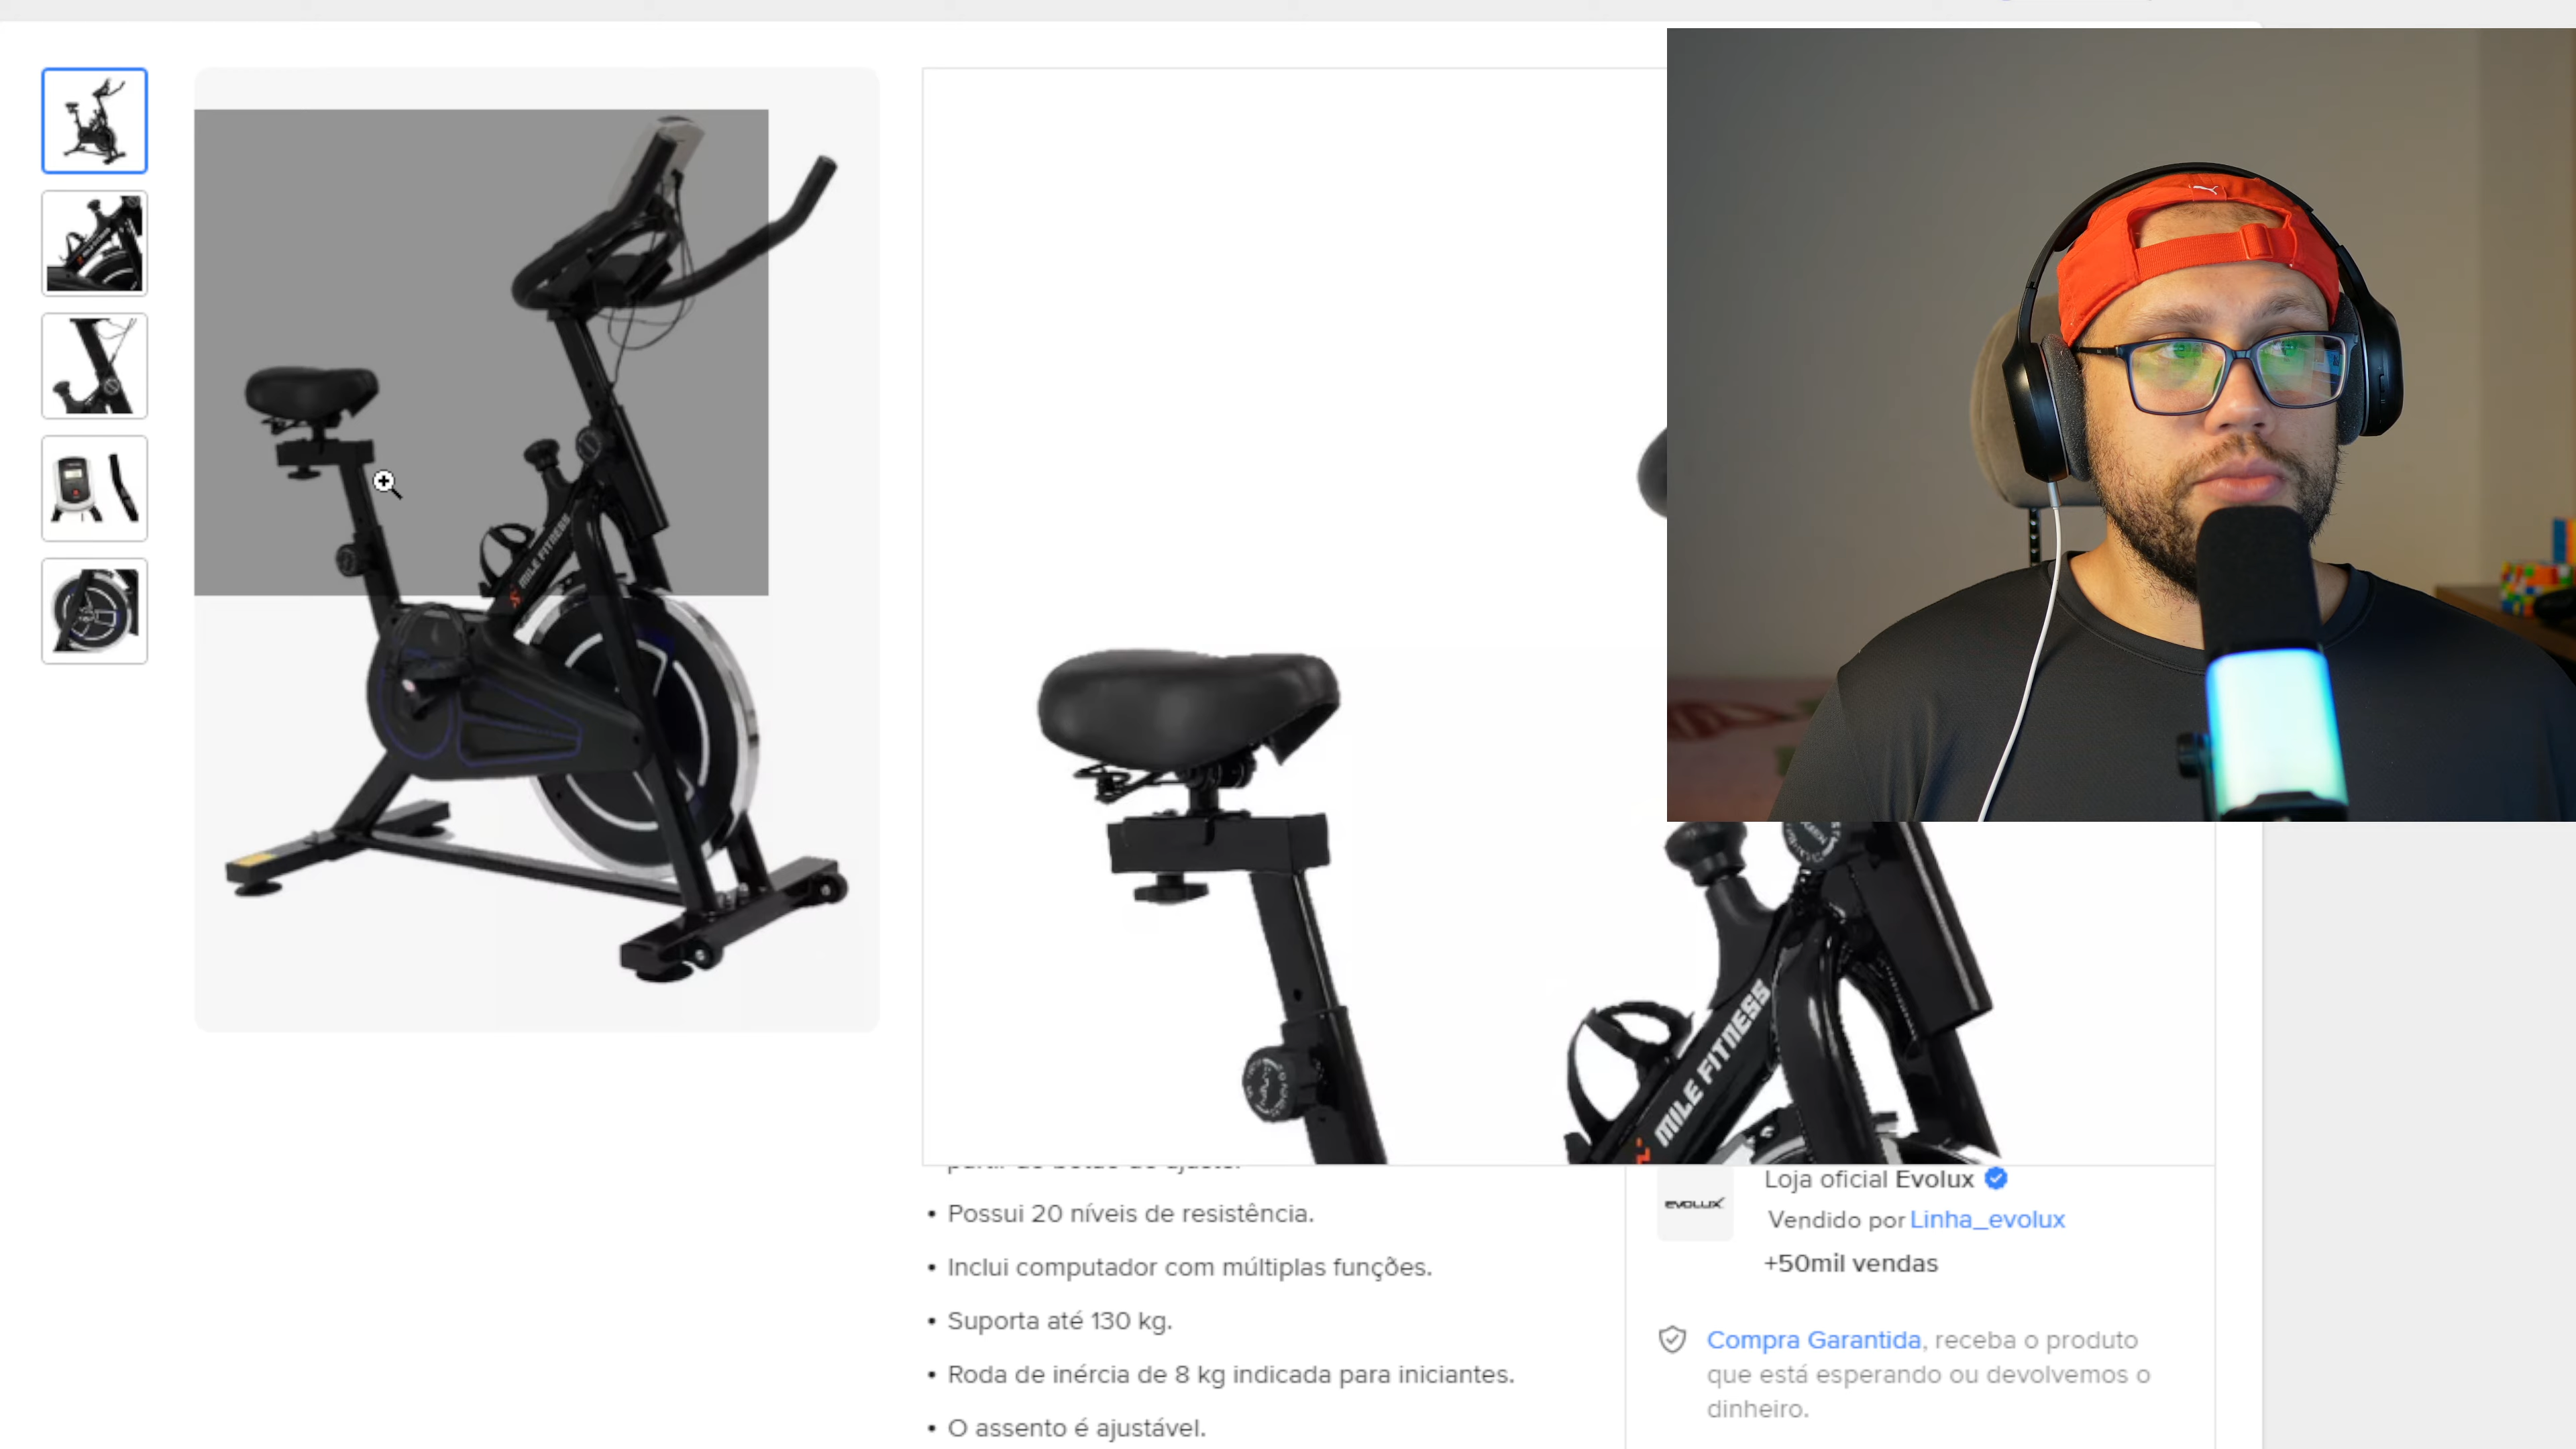 MILE FITNESS
MILE FITNESS
Possui 20 níveis de resistência.
Inclui computador com múltiplas funções.
Suporta até 130 kg.
Roda de inércia de 8 kg indicada para iniciantes.
O assento é ajustável.
EVOLUX
Loja oficial Evolux
Vendido por Linha_evolux
+50mil vendas
Compra Garantida, receba o produto
que está esperando ou devolvemos o
dinheiro.